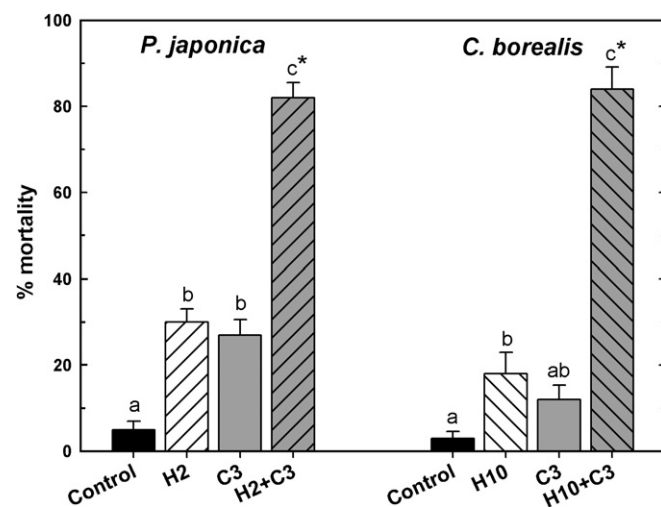 100
80
60
40
20
0
% mortality
P. japonica
C. borealis
a
b
b
c*
a
b
ab
c*
Control
H2
C3
H2+C3
Control
H10
C3
H10+C3